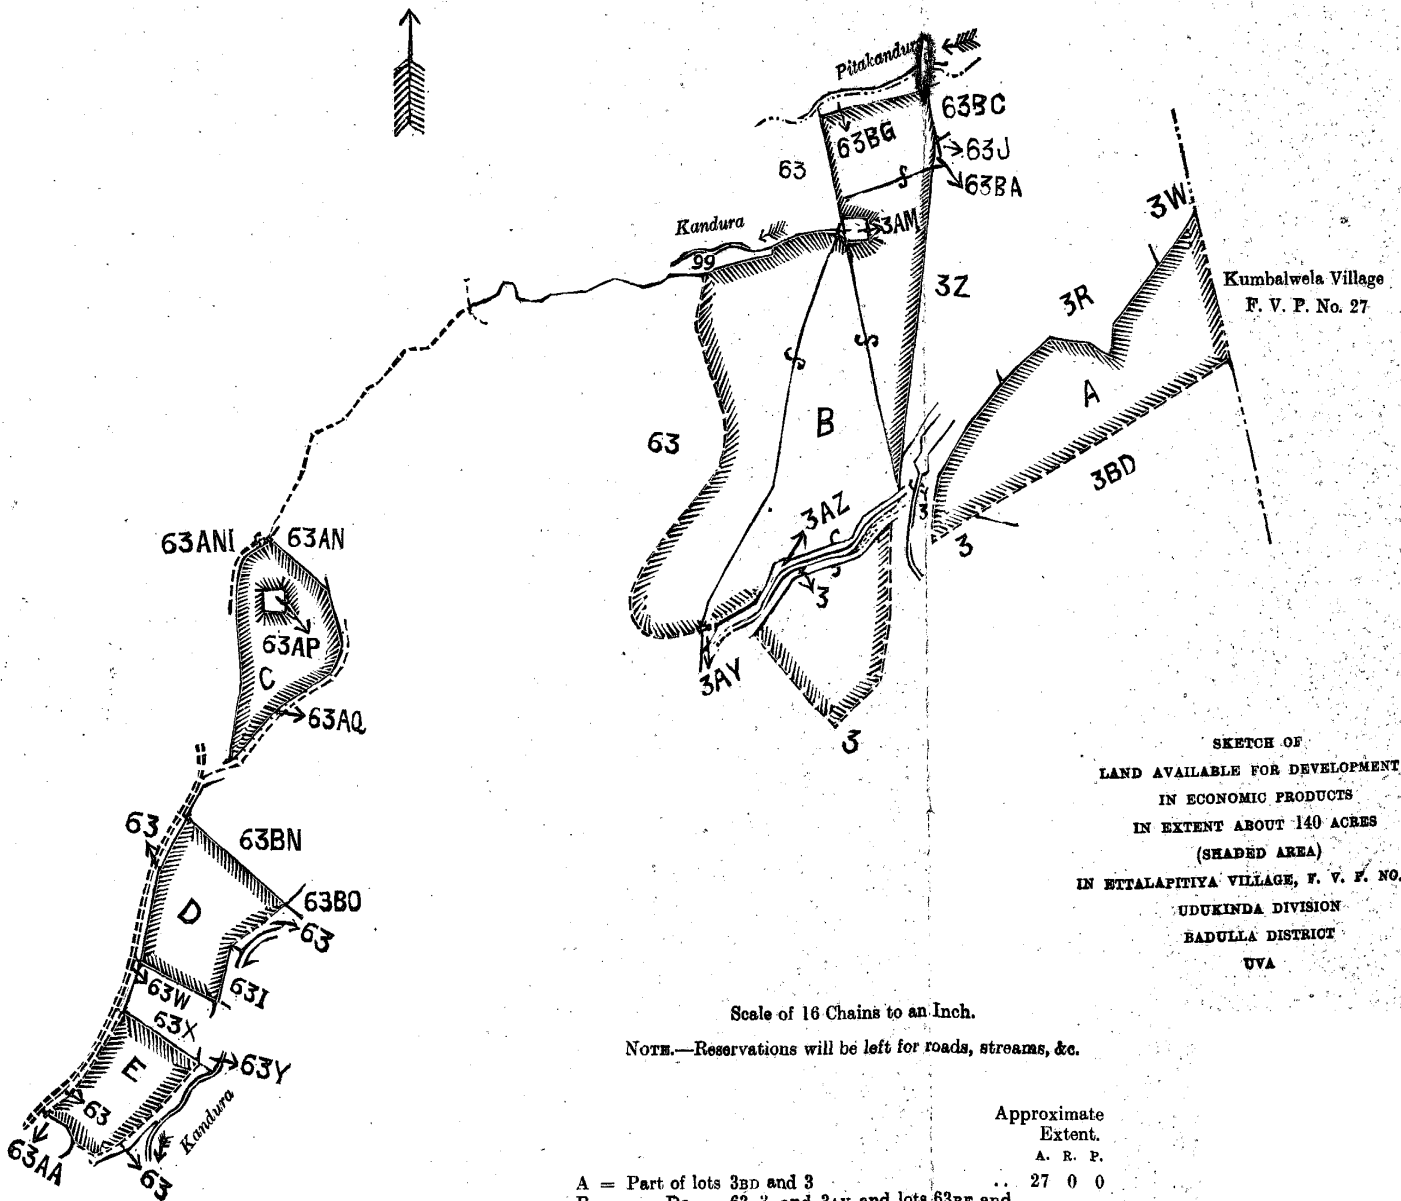 Pitakandura
63BC
63BG
63J
63
63BA
3W
Kandura
3AM
99
3Z
Kumbalwela Village
F. V. P. No. 27
3R
A
B
63
3BD
3AZ
3
3
63ANI
63AN
3
63AP
C
3AY
63AQ
3
SKETCH OF
LAND AVAILABLE FOR DEVELOPMENT
IN ECONOMIC PRODUCTS
IN EXTENT ABOUT 140 ACRES
(SHADED AREA)
IN ETTALAPITIYA VILLAGE, F. V. P. NO.
UDUKINDA DIVISION
BADULLA DISTRICT
UVA
63
63BN
63BO
D
63
63I
63W
63X
E
63Y
63
Kandura
63AA
63
Scale of 16 Chains to an Inch.
NOTE.—Reservations will be left for roads, streams, &c.
Approximate
Extent.
A. R. P.
A = Part of lots 3BD and 3 .. 27 0 0